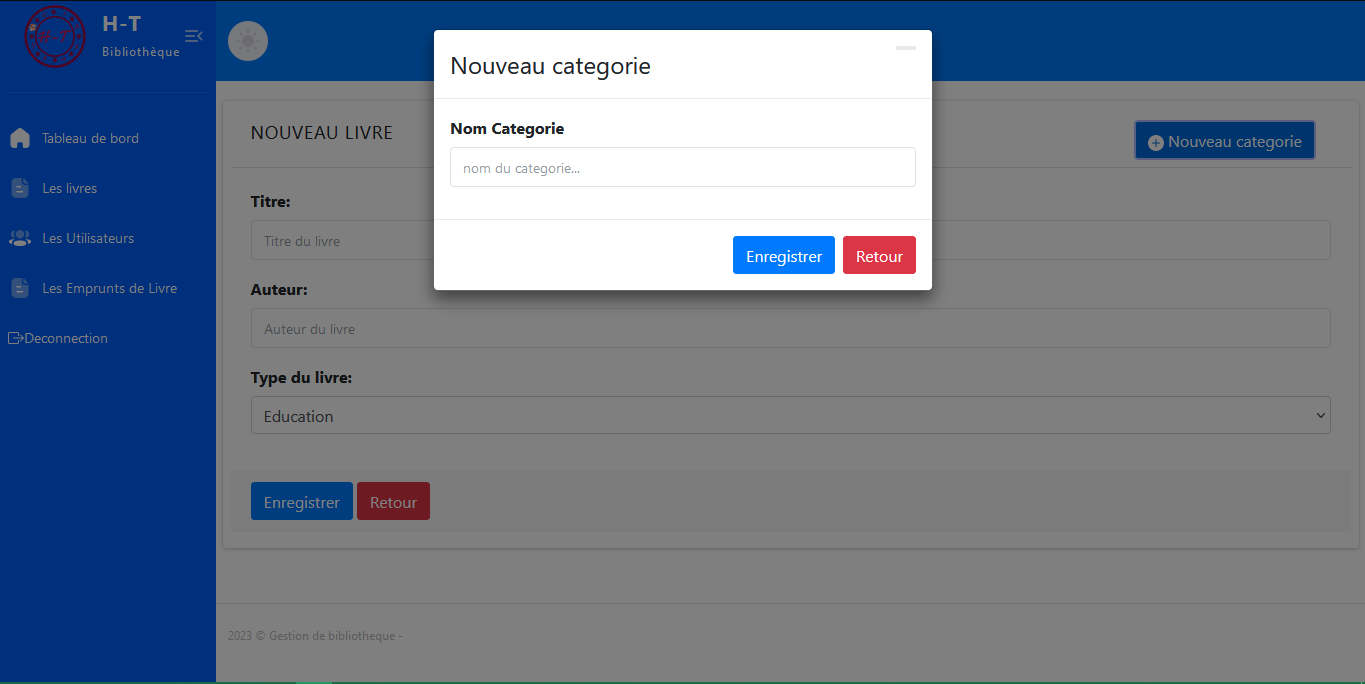 H-T
H-T
Bibliothèque
Tableau de bord
Les livres
Les Utilisateurs
Les Emprunts de Livre
Deconnection
Nouveau categorie
Nom Categorie
nom du categorie...
Enregistrer Retour
NOUVEAU LIVRE
Nouveau categorie
Titre:
Titre du livre
Auteur:
Auteur du livre
Type du livre:
Education
Enregistrer Retour
2023 © Gestion de bibliotheque -